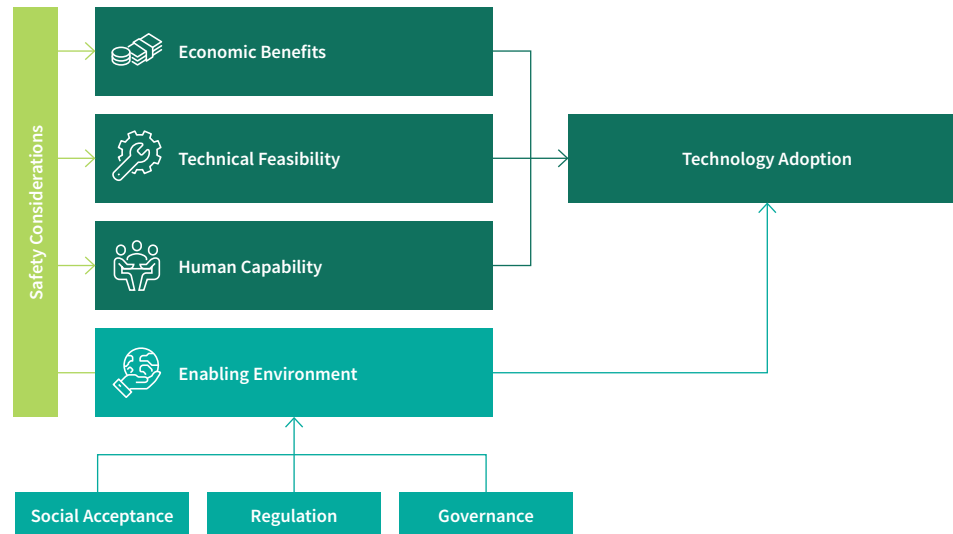 Safety Considerations
Economic Benefits
Technical Feasibility
Human Capability
Enabling Environment
Technology Adoption
Social Acceptance
Regulation
Governance